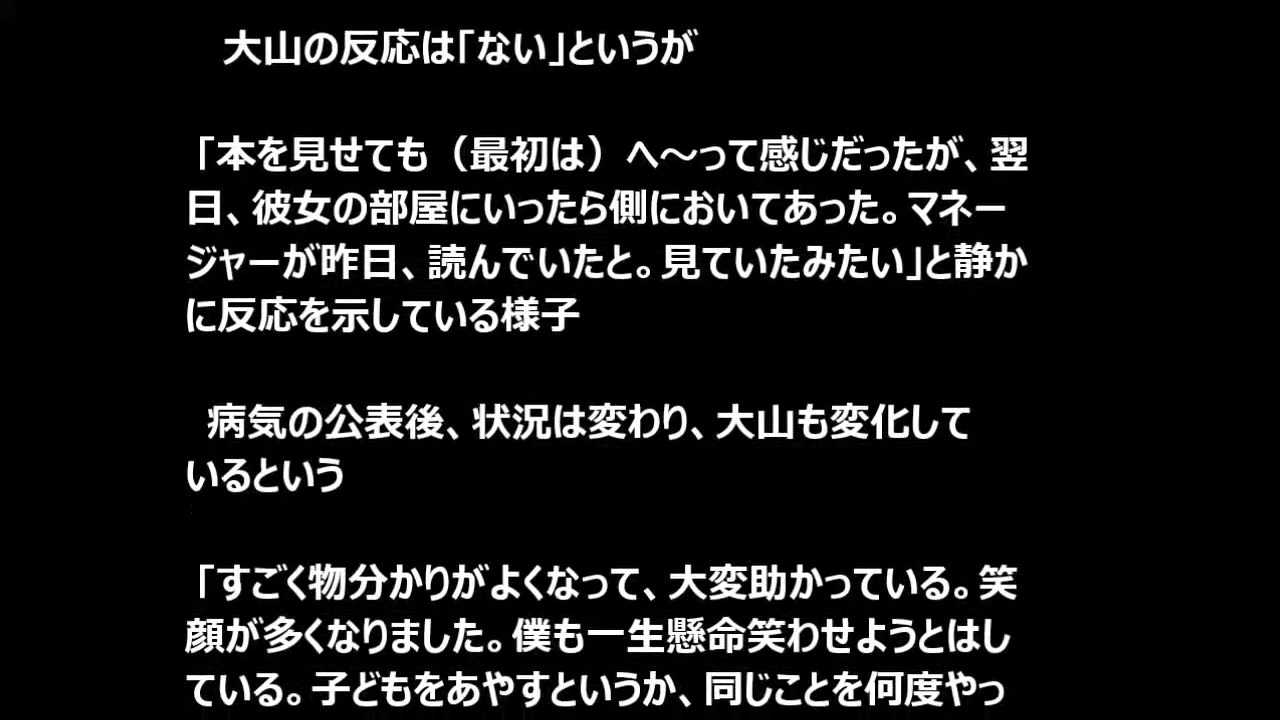 大山の反応は「ない」というが
「本を見せても（最初は）へ～って感じだったが、翌
日、彼女の部屋にいったら側においてあった。マネー
ジャーが昨日、読んでいたと。見ていたみたい」と静か
に反応を示している様子
病気の公表後、状況は変わり、大山も変化して
いるという
「すごく物分かりがよくなって、大変助かっている。笑
顔が多くなりました。僕も一生懸命笑わせようとはし
ている。子どもをあやすというか、同じことを何度やっ